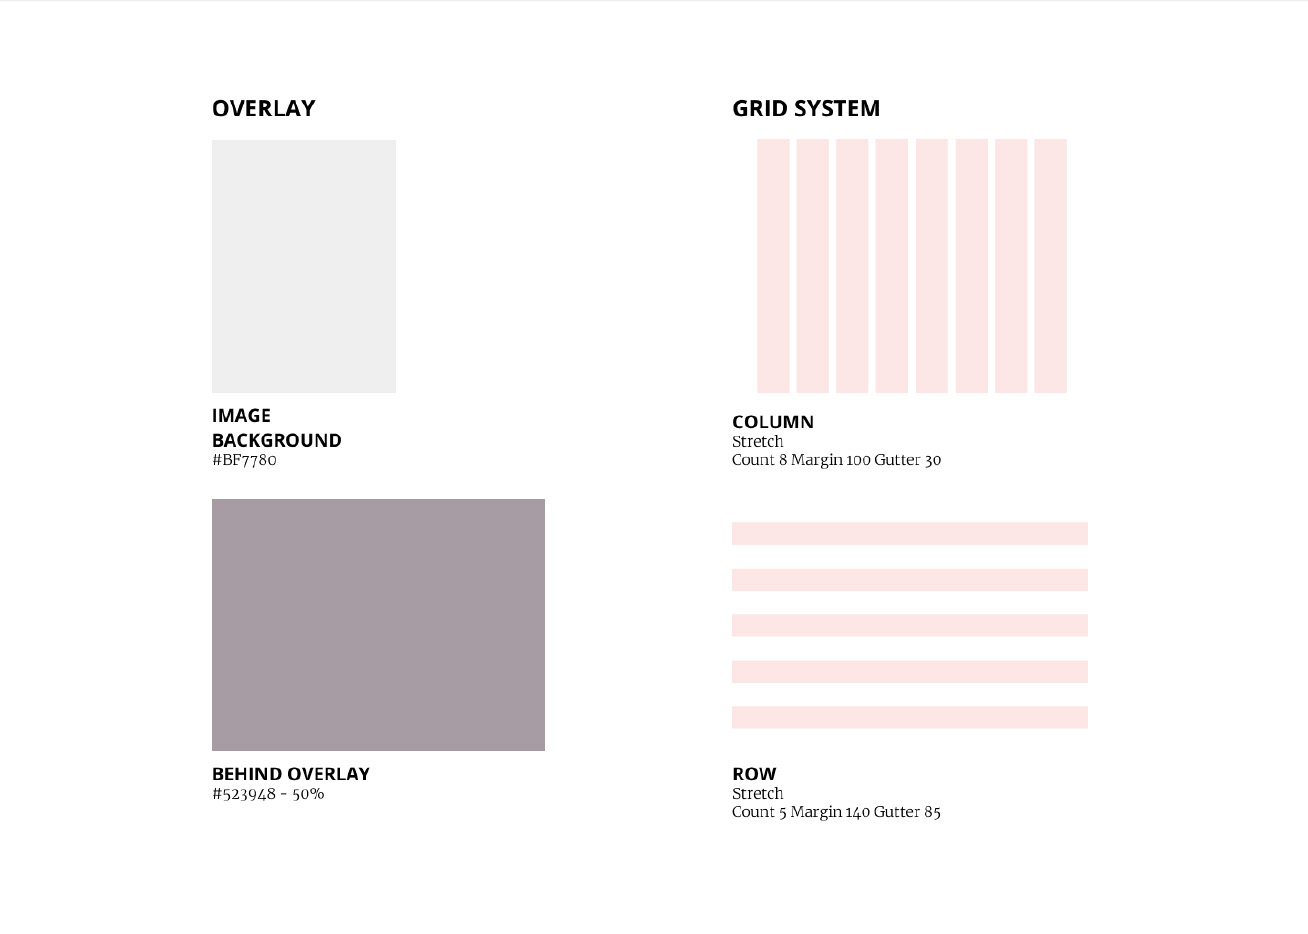 OVERLAY
IMAGE
BACKGROUND
#BF7780
BEHIND OVERLAY
#523948 - 50%
GRID SYSTEM
COLUMN
Stretch
Count 8 Margin 100 Gutter 30
ROW
Stretch
Count 5 Margin 140 Gutter 85